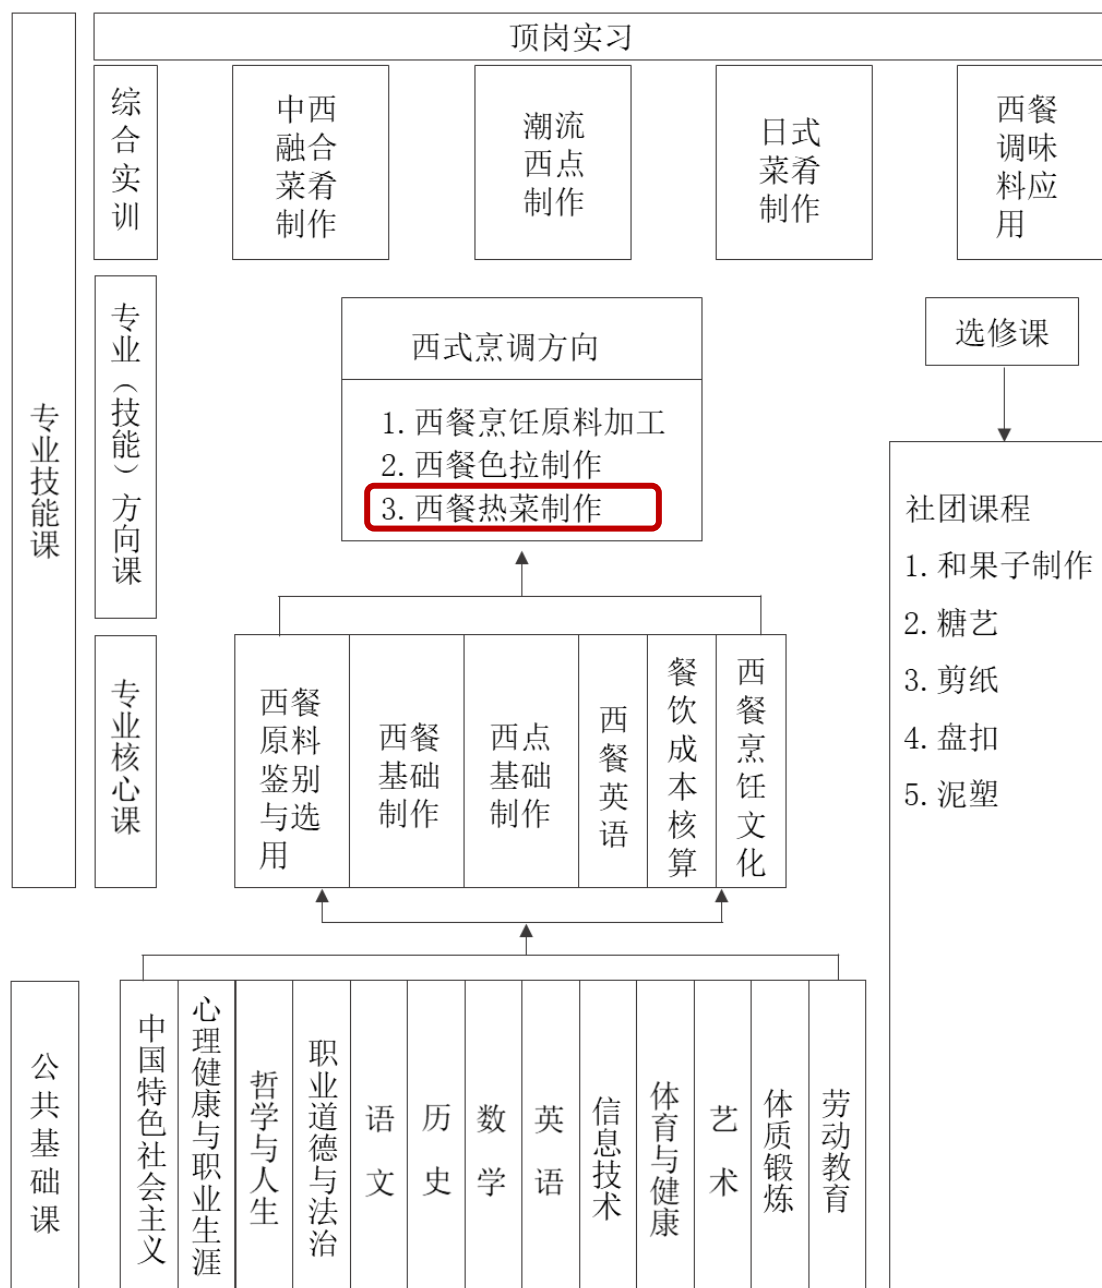 顶岗实习
综合实训
中西
融合
菜肴
制作
潮流
西点
制作
日式
菜肴
制作
西餐
调味
料应
用
专业技能课
专业（技能）方向课
西式烹调方向
1.西餐烹饪原料加工
2.西餐色拉制作
3.西餐热菜制作
选修课
社团课程
1.和果子制作
2.糖艺
3.剪纸
4.盘扣
5.泥塑
专业核心课
西餐
原料
鉴别
与选
用
西餐
基础
制作
西点
基础
制作
西餐英语
餐饮成本核算
西餐烹饪文化
公共基础课
中国特色社会主义
心理健康与职业生涯
哲学与人生
职业道德与法治
语文
历史
数学
英语
信息技术
体育与健康
艺术
体质锻炼
劳动教育